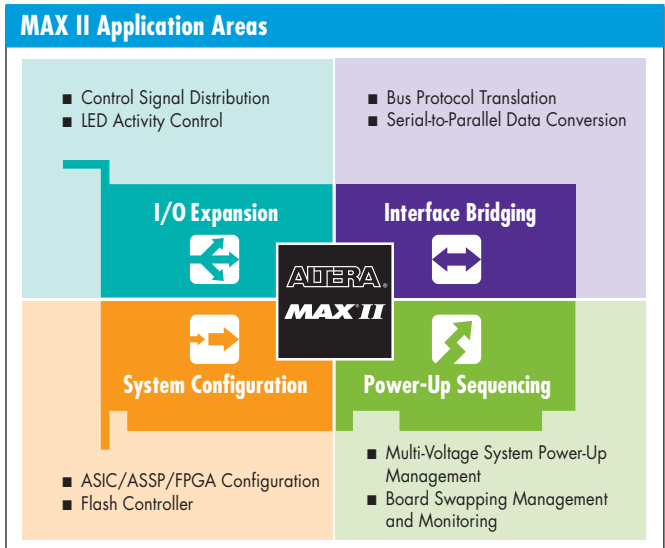 MAX II Application Areas
■ Control Signal Distribution
■ LED Activity Control
■ Bus Protocol Translation
■ Serial-to-Parallel Data Conversion
I/O Expansion
Interface Bridging
ALTERA®
MAX® II
System Configuration
Power-Up Sequencing
■ ASIC/ASSP/FPGA Configuration
■ Flash Controller
■ Multi-Voltage System Power-Up
Management
■ Board Swapping Management
and Monitoring